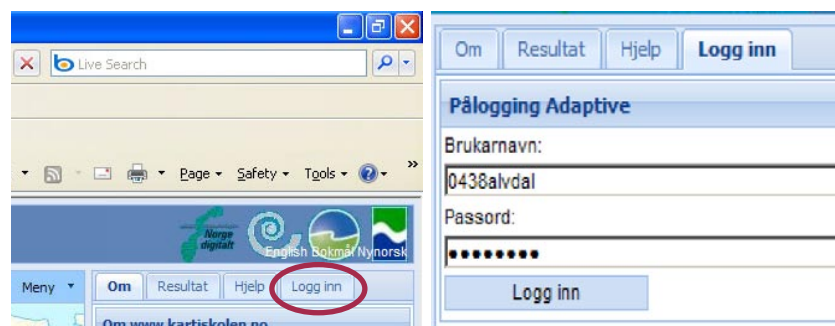 Live Search
Page Safety Tools
»
Norge
digitalt
English Bokmål Nynorsk
Meny
Om Resultat Hjelp Logg inn
Om www.kartiskolen.no
Om Resultat Hjelp Logg inn
Pålogging Adaptive
Brukarnavn:
0438alvdal
Passord:
••••••••
Logg inn